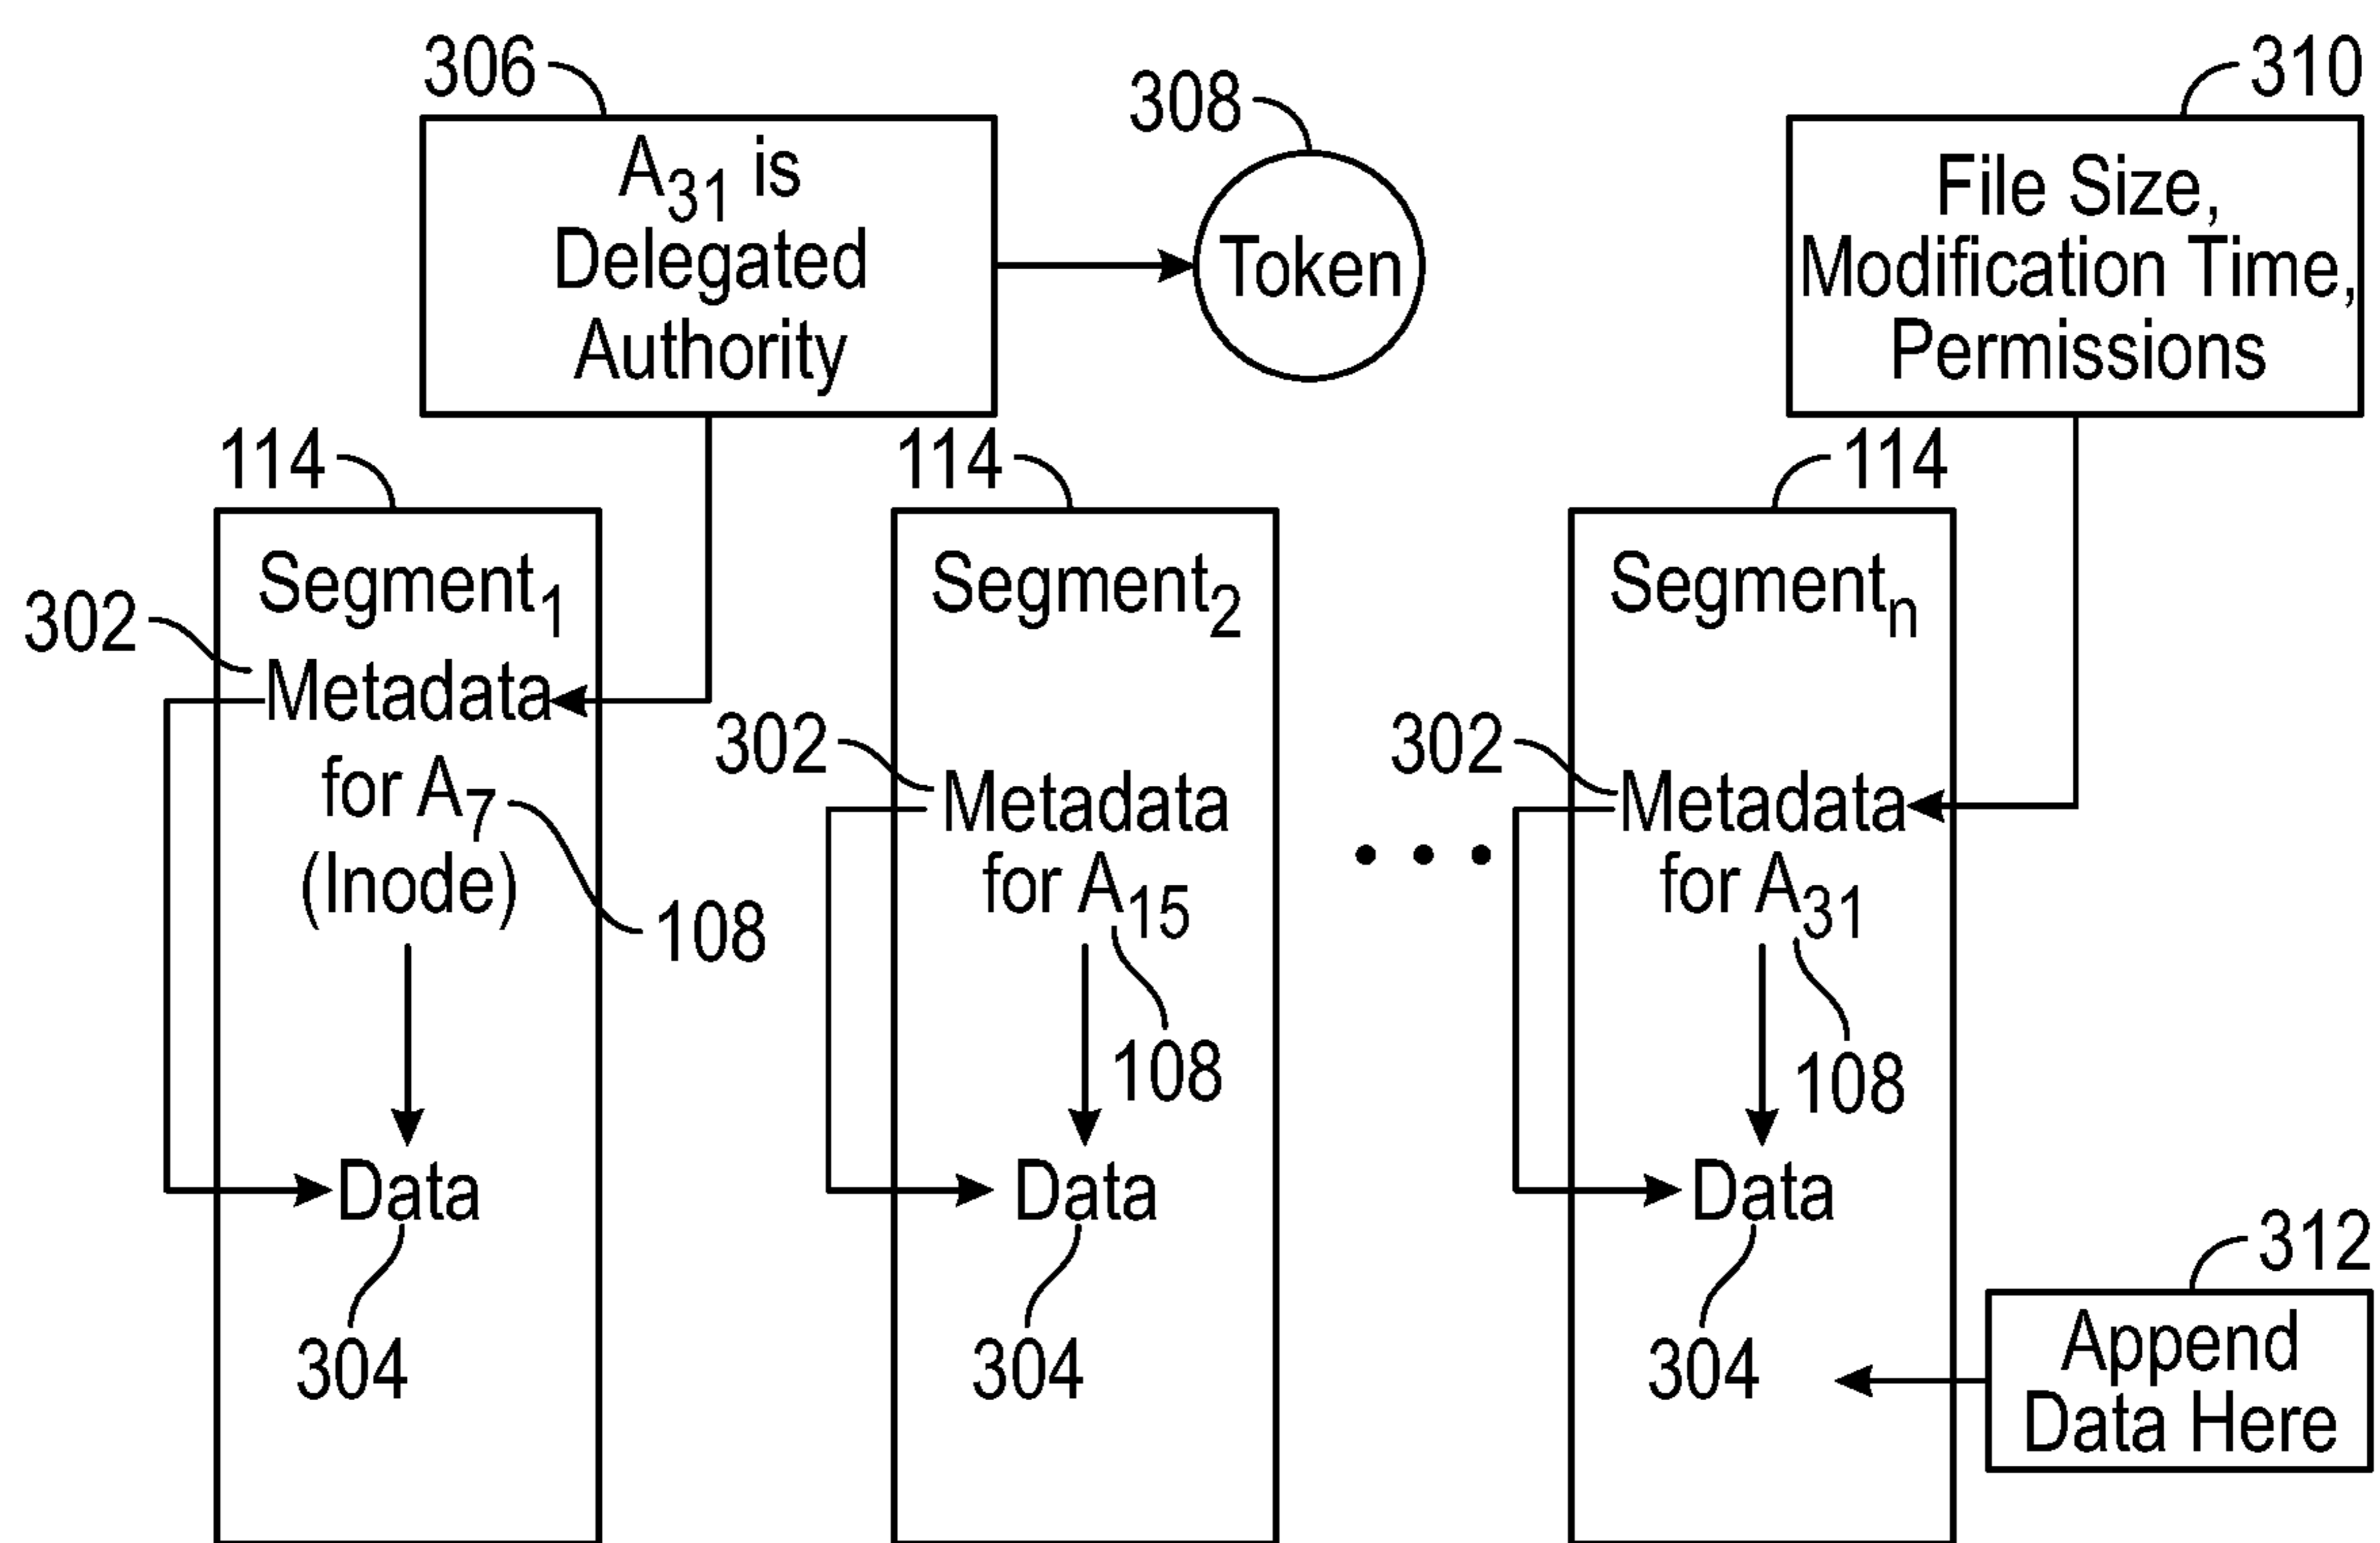 306
308
310
A31 is
Delegated
Authority
Token
File Size,
Modification Time,
Permissions
114
114
114
Segment1
302
Metadata
for A7
(Inode)
108
Data
304
Segment2
302
Metadata
for A15
108
Data
304
• • •
Segmentn
302
Metadata
for A31
108
Data
304
312
Append
Data Here